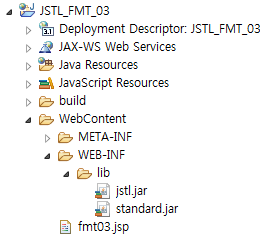 JSTL_FMT_03
Deployment Descriptor: JSTL_FMT_03
JAX-WS Web Services
Java Resources
JavaScript Resources
build
WebContent
META-INF
WEB-INF
lib
jstl.jar
standard.jar
fmt03.jsp